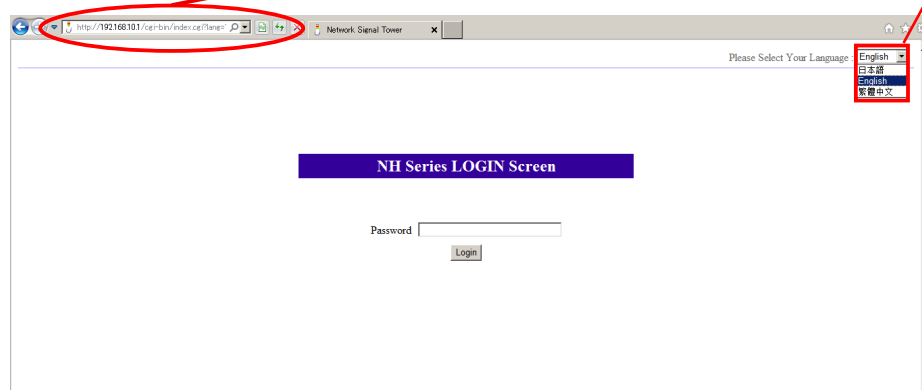 http://192.168.10.1/cgi-bin/index.cgi?lang=' Network Signal Tower
Please Select Your Language : English
日本語
English
繁體中文
NH Series LOGIN Screen
Password
Login